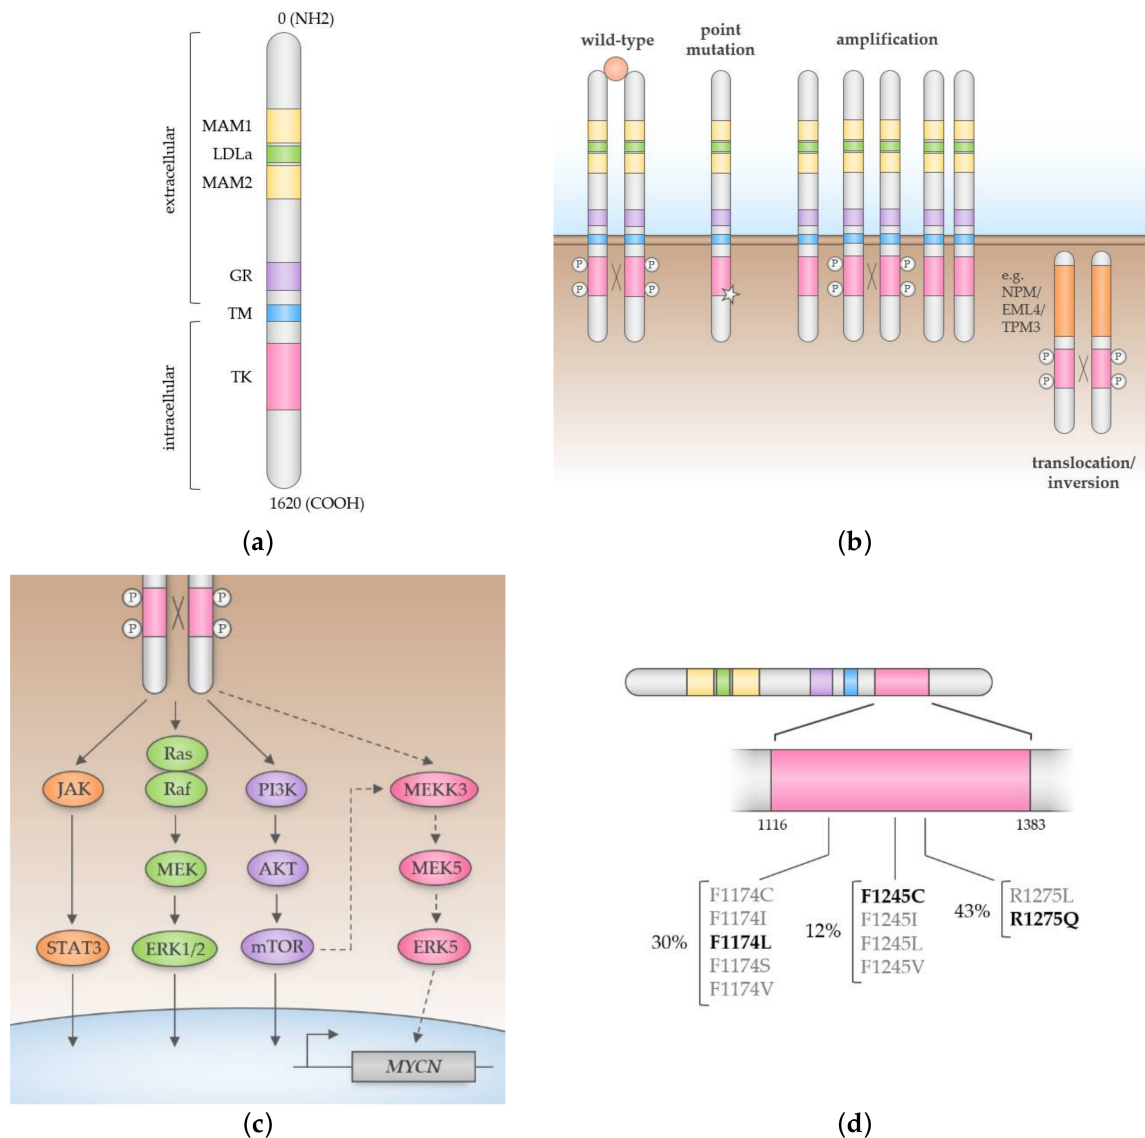 0 (NH2)
extracellular
MAM1
LDLa
MAM2
GR
TM
intracellular
TK
1620 (COOH)
(a)
wild-type
point
mutation
amplification
P P
P P
P P
P P
e.g.
NPM/
EML4/
TPM3
P P
P P
translocation/
inversion
(b)
P P
P P
Ras
JAK Raf PI3K MEKK3
MEK AKT MEK5
STAT3 ERK1/2 mTOR ERK5
MYCN
(c)
1116 1383
30%
F1174C
F1174I
F1174L
F1174S
F1174V
12%
F1245C
F1245I
F1245L
F1245V
43%
R1275L
R1275Q
(d)